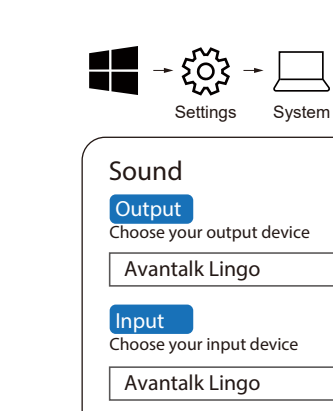 Settings System
Sound
Output
Choose your output device
Avantalk Lingo
Input
Choose your input device
Avantalk Lingo